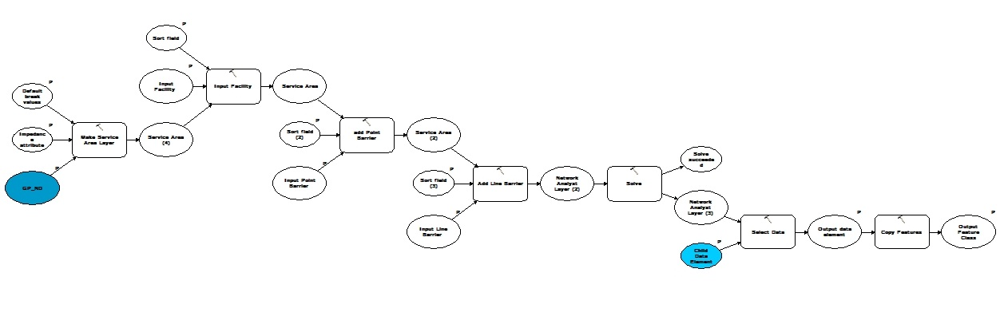 P
Sort field
P
Input
Facility
Input Facility
Service Area
P
Default
break
values
P
Impedanc
e
attribute
Make Service
Area Layer
Service Area
(4)
P
GP_ND
P
Sort field
(2)
add Point
Barrier
Service Area
(2)
P
Input Point
Barrier
P
Sort field
(3)
Add Line Barrier
Network
Analyst
Layer (2)
Solve
Solve
succeede
d
P
Input Line
Barrier
Network
Analyst
Layer (3)
Select Data
P
Output data
element
Copy Features
P
Output
Feature
Class
P
Child
Data
Element